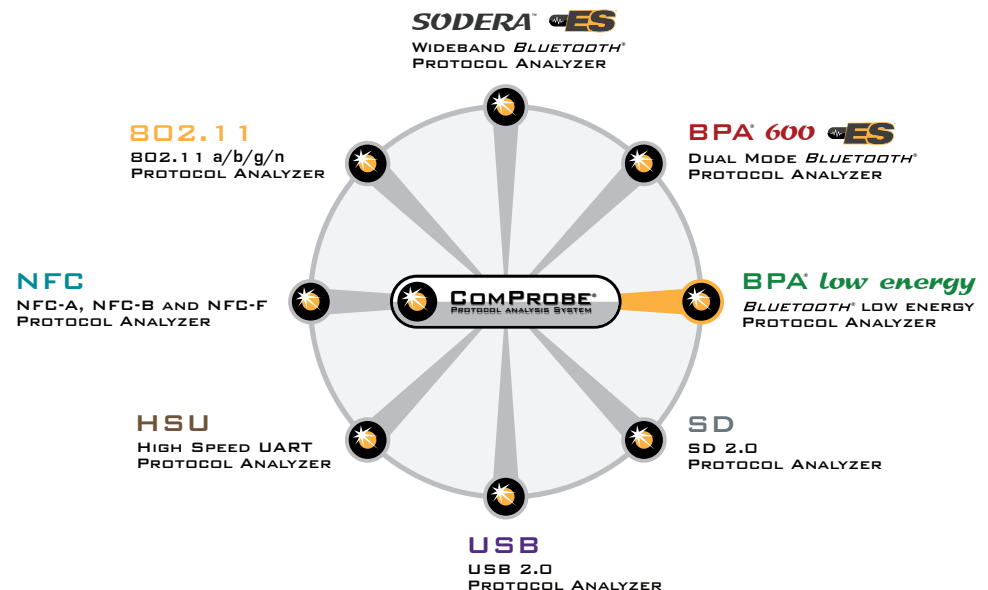 SODERA™ ES
WIDEBAND BLUETOOTH®
PROTOCOL ANALYZER
802.11
802.11 a/b/g/n
PROTOCOL ANALYZER
BPA® 600 ES
DUAL MODE BLUETOOTH®
PROTOCOL ANALYZER
NFC
NFC-A, NFC-B AND NFC-F
PROTOCOL ANALYZER
COMPROBE®
PROTOCOL ANALYSIS SYSTEM
BPA® low energy
BLUETOOTH® LOW ENERGY
PROTOCOL ANALYZER
HSU
HIGH SPEED UART
PROTOCOL ANALYZER
SD
SD 2.0
PROTOCOL ANALYZER
USB
USB 2.0
PROTOCOL ANALYZER